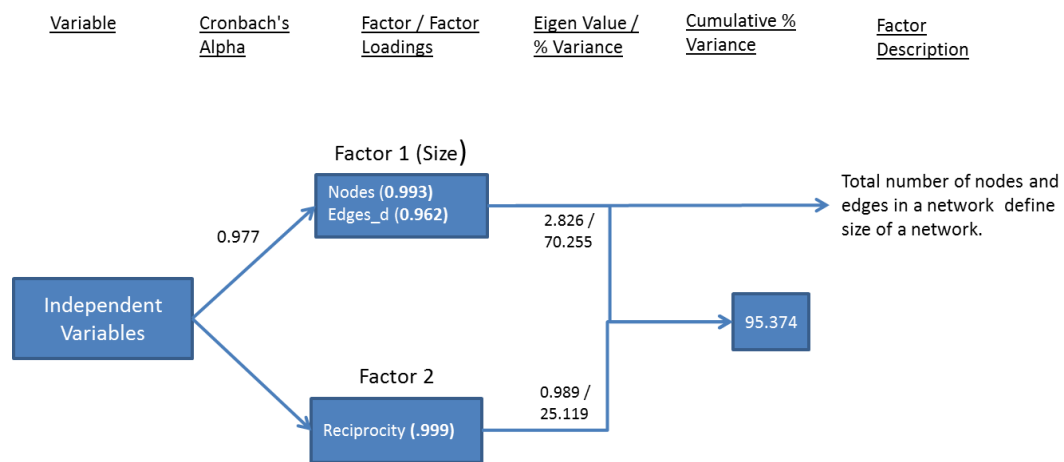 Variable
Cronbach's
Alpha
Factor / Factor
Loadings
Eigen Value /
% Variance
Cumulative %
Variance
Factor
Description
Factor 1 (Size)
Nodes (0.993)
Edges_d (0.962)
Total number of nodes and
edges in a network define
size of a network.
0.977
2.826 /
70.255
Independent
Variables
95.374
Factor 2
Reciprocity (.999)
0.989 /
25.119